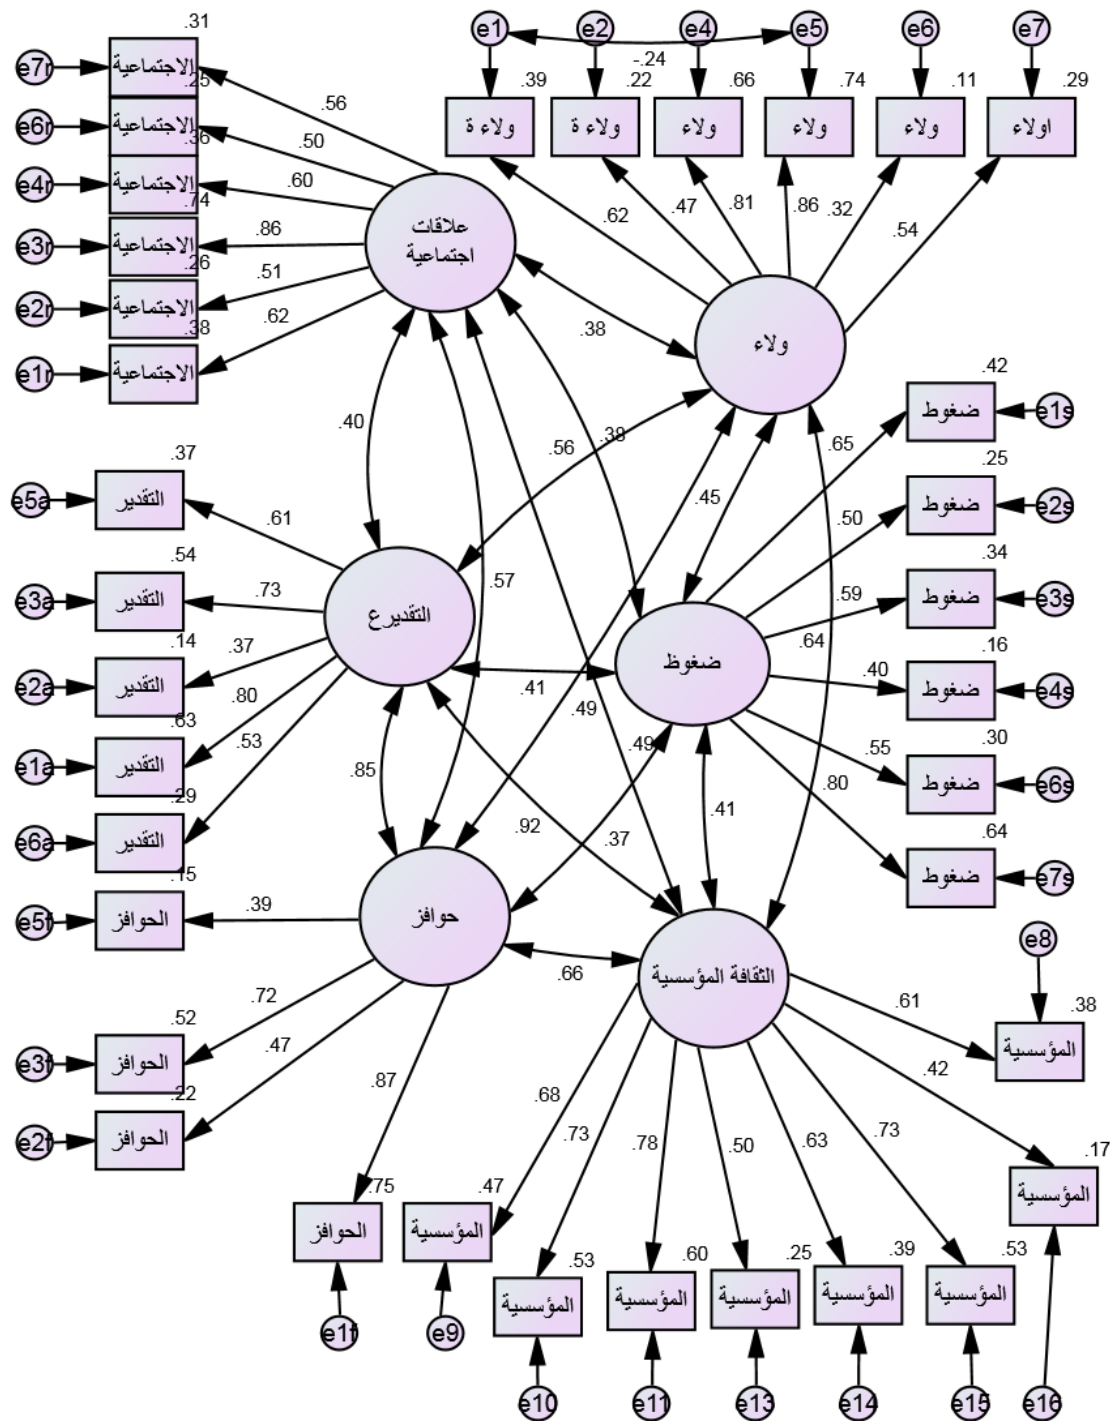 .31
e7r
الاجتماعية
.56
.25
e6r
الاجتماعية
.50
.36
e4r
الاجتماعية
.60
.74
e3r
الاجتماعية
.86
.26
e2r
الاجتماعية
.51
.38
e1r
الاجتماعية
.62
علاقات
اجتماعية
e1
e2
e4
e5
e6
e7
-.24
.39
.22
.66
.74
.11
.29
ولاء ة
ولاء ة
ولاء
ولاء
ولاء
اولاء
.62
.47
.81
.86
.32
.54
ولاء
.38
.40
.56
.38
.45
.57
.42
ضغوط
e1s
.65
.25
ضغوط
e2s
.50
.34
ضغوط
e3s
.59
.64
.16
ضغوط
e4s
.40
.30
ضغوط
e6s
.55
.64
ضغوط
e7s
.80
ضغوظ
.37
e5a
التقدير
.61
.54
e3a
التقدير
.73
.14
e2a
التقدير
.37
.63
e1a
التقدير
.80
.29
e6a
التقدير
.53
التقديرع
.41
.49
.49
.85
.92
.37
.41
.15
e5f
الحوافز
.39
حوافز
.66
الثقافة المؤسسية
.52
e3f
الحوافز
.72
.22
e2f
الحوافز
.47
.87
.75
الحوافز
e1f
.68
.47
المؤسسية
e9
.73
.53
المؤسسية
e10
.78
.60
المؤسسية
e11
.50
.25
المؤسسية
e13
.63
.39
المؤسسية
e14
.73
.53
المؤسسية
e15
.42
.17
المؤسسية
e16
.61
e8
.38
المؤسسية